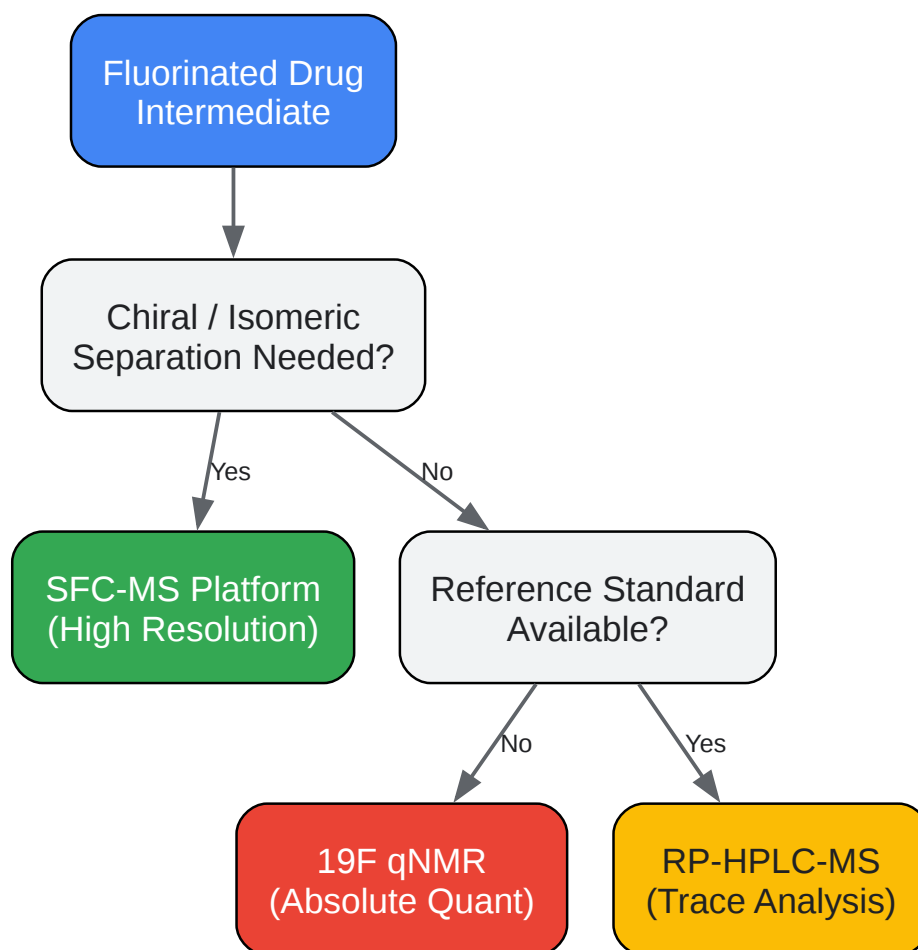 Fluorinated Drug
Intermediate
Chiral / Isomeric
Separation Needed?
Yes
No
SFC-MS Platform
(High Resolution)
Reference Standard
Available?
No
Yes
19F qNMR
(Absolute Quant)
RP-HPLC-MS
(Trace Analysis)